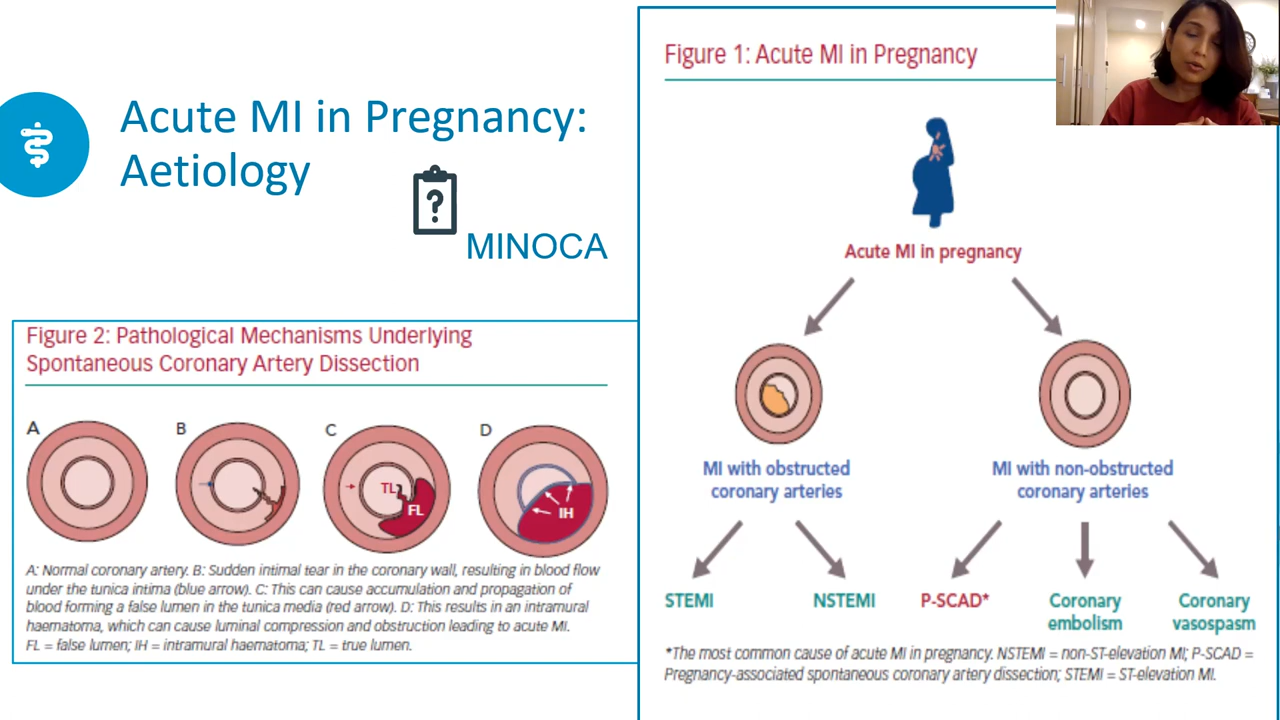 Acute MI in Pregnancy:
Aetiology
?
MINOCA
Figure 2: Pathological Mechanisms Underlying
Spontaneous Coronary Artery Dissection
A
B
C
D
TL
FL
IH
A: Normal coronary artery. B: Sudden intimal tear in the coronary wall, resulting in blood flow
under the tunica intima (blue arrow). C: This can cause accumulation and propagation of
blood forming a false lumen in the tunica media (red arrow). D: This results in an intramural
haematoma, which can cause luminal compression and obstruction leading to acute MI.
FL = false lumen; IH = intramural haematoma; TL = true lumen.
Figure 1: Acute MI in Pregnancy
Acute MI in pregnancy
MI with obstructed
coronary arteries
MI with non-obstructed
coronary arteries
STEMI
NSTEMI
P-SCAD*
Coronary
embolism
Coronary
vasospasm
*The most common cause of acute MI in pregnancy. NSTEMI = non-ST-elevation MI; P-SCAD =
Pregnancy-associated spontaneous coronary artery dissection; STEMI = ST-elevation MI.